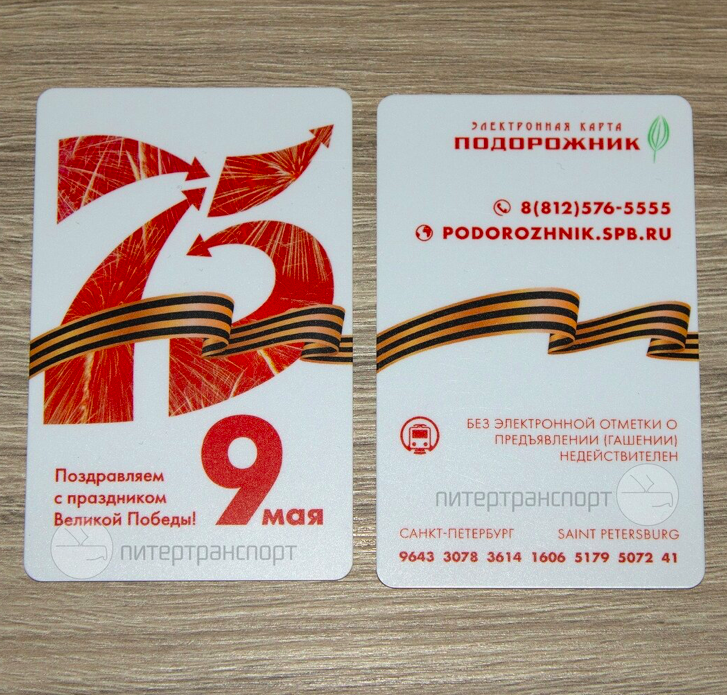 75
9
мая
Поздравляем
с праздником
Великой Победы!
питертранспорт
ЭЛЕКТРОННАЯ КАРТА
ПОДОРОЖНИК
8(812)576-5555
PODOROZHNIK.SPB.RU
БЕЗ ЭЛЕКТРОННОЙ ОТМЕТКИ О
ПРЕДЪЯВЛЕНИИ (ГАШЕНИИ)
НЕДЕЙСТВИТЕЛЕН
питертранспорт
САНКТ-ПЕТЕРБУРГ SAINT PETERSBURG
9643 3078 3614 1606 5179 5072 41